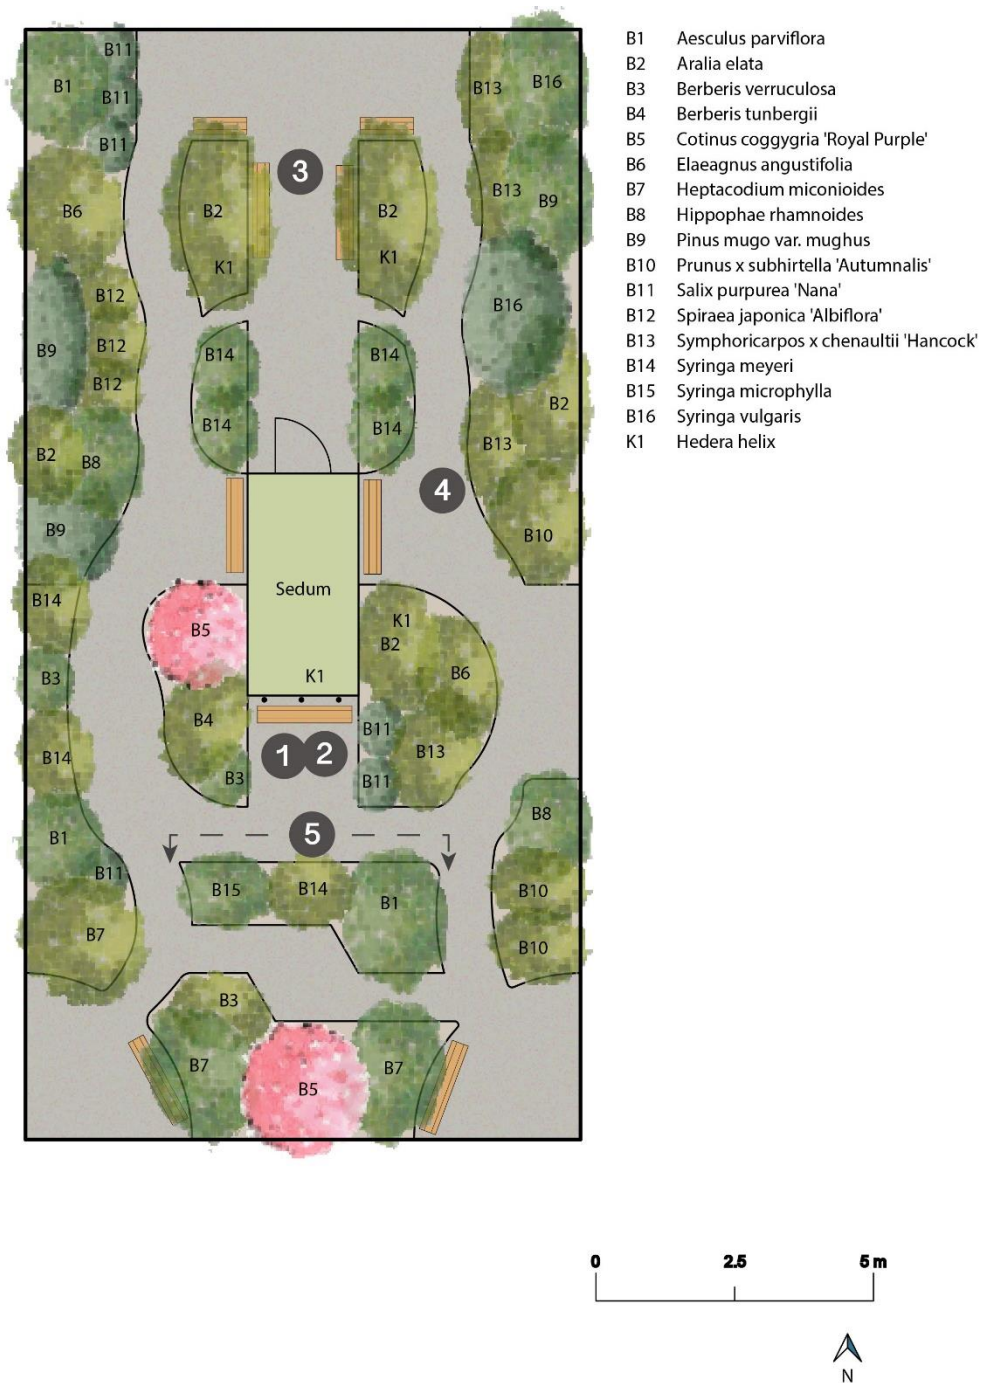 B1 Aesculus parviflora
B2 Aralia elata
B3 Berberis verruculosa
B4 Berberis tunbergii
B5 Cotinus coggygria 'Royal Purple'
B6 Elaeagnus angustifolia
B7 Heptacodium miconioides
B8 Hippophae rhamnoides
B9 Pinus mugo var. mughus
B10 Prunus x subhirtella 'Autumnalis'
B11 Salix purpurea 'Nana'
B12 Spiraea japonica 'Albiflora'
B13 Symphoricarpos x chenaultii 'Hancock'
B14 Syringa meyeri
B15 Syringa microphylla
B16 Syringa vulgaris
K1 Hedera helix
B11
B1
B11
B11
B13
B16
3
B6
B2
B2
B13
B9
K1
K1
B12
B9
B12
B12
B16
B14
B14
B14
B14
B2
B8
B13
B2
B9
4
B10
Sedum
B14
B5
K1
B2
B3
K1
B6
B4
B11
B13
B14
1
2
B3
B11
B1
5
B8
B11
B15
B14
B1
B10
B7
B10
B3
B7
B5
B7
0 2.5 5 m
N